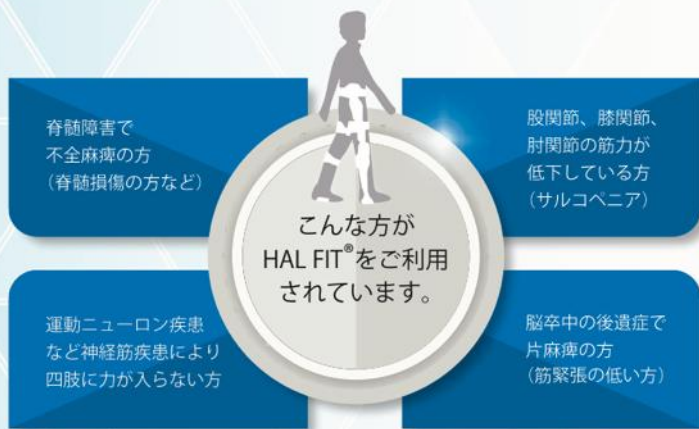 脊髄障害で
不全麻痺の方
（脊髄損傷の方など）
股関節、膝関節、
肘関節の筋力が
低下している方
（サルコペニア）
こんな方が
HAL FIT®をご利用
されています。
運動ニューロン疾患
など神経筋疾患により
四肢に力が入らない方
脳卒中の後遺症で
片麻痺の方
（筋緊張の低い方）